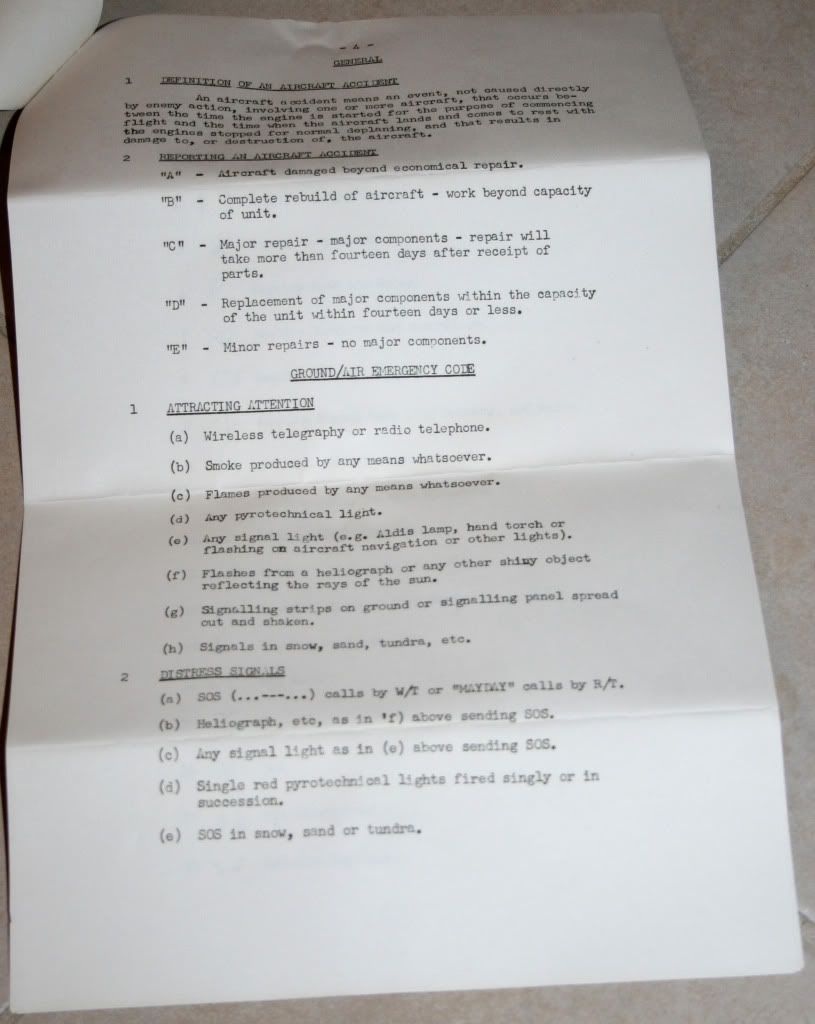 - 4 -
GENERAL
1 DEFINITION OF AN AIRCRAFT ACCIDENT
An aircraft accident means an event, not caused directly
by enemy action, involving one or more aircraft, that occurs be-
tween the time the engine is started for the purpose of commencing
flight and the time when the aircraft lands and comes to rest with
the engines stopped for normal deplaning, and that results in
damage to, or destruction of, the aircraft.
2 REPORTING AN AIRCRAFT ACCIDENT
"A" - Aircraft damaged beyond economical repair.
"B" - Complete rebuild of aircraft - work beyond capacity
of unit.
"C" - Major repair - major components - repair will
take more than fourteen days after receipt of
parts.
"D" - Replacement of major components within the capacity
of the unit within fourteen days or less.
"E" - Minor repairs - no major components.
GROUND/AIR EMERGENCY CODE
1 ATTRACTING ATTENTION
(a) Wireless telegraphy or radio telephone.
(b) Smoke produced by any means whatsoever.
(c) Flames produced by any means whatsoever.
(d) Any pyrotechnical light.
(e) Any signal light (e.g. Aldis lamp, hand torch or
flashing on aircraft navigation or other lights).
(f) Flashes from a heliograph or any other shiny object
reflecting the rays of the sun.
(g) Signalling strips on ground or signalling panel spread
out and shaken.
(h) Signals in snow, sand, tundra, etc.
2 DISTRESS SIGNALS
(a) SOS (...---...) calls by W/T or "MAYDAY" calls by R/T.
(b) Heliograph, etc, as in 'f) above sending SOS.
(c) Any signal light as in (e) above sending SOS.
(d) Single red pyrotechnical lights fired singly or in
succession.
(e) SOS in snow, sand or tundra.